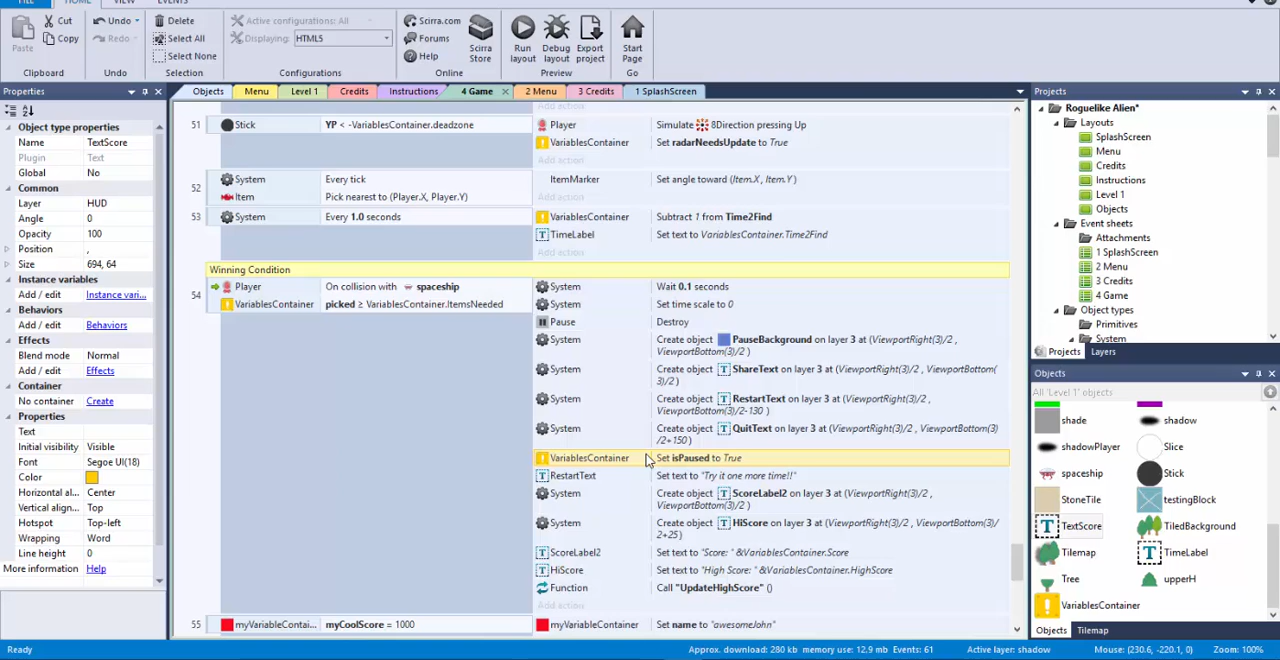 FILE HOME VIEW EVENTS
Paste Cut Copy Clipboard
Undo Redo Undo
Delete Select All Select None Selection
Active configurations: All
Displaying: HTML5
Configurations
Scirra.com Forums Help Scirra Store Online
Run layout Debug layout Export project Preview
Start Page Go
Properties
Objects Menu Level 1 Credits Instructions 4 Game 2 Menu 3 Credits 1 SplashScreen
Object type properties
Name TextScore
Plugin Text
Global No
Common
Layer HUD
Angle 0
Opacity 100
Position ,
Size 694, 64
Instance variables
Add / edit Instance vari...
Behaviors
Add / edit Behaviors
Effects
Blend mode Normal
Add / edit Effects
Container
No container Create
Properties
Text
Initial visibility Visible
Font Segoe UI(18)
Color
Horizontal al... Center
Vertical align... Top
Hotspot Top-left
Wrapping Word
Line height 0
More information Help
Add action
51 Stick YP < -VariablesContainer.deadzone Player Simulate 8Direction pressing Up
VariablesContainer Set radarNeedsUpdate to True
Add action
52 System Every tick ItemMarker Set angle toward (Item.X , Item.Y )
Item Pick nearest to (Player.X, Player.Y) Add action
53 System Every 1.0 seconds VariablesContainer Subtract 1 from Time2Find
TimeLabel Set text to VariablesContainer.Time2Find
Add action
Winning Condition
54 Player On collision with spaceship System Wait 0.1 seconds
VariablesContainer picked ≥ VariablesContainer.ItemsNeeded System Set time scale to 0
Pause Destroy
System Create object PauseBackground on layer 3 at (ViewportRight(3)/2 ,
ViewportBottom(3)/2 )
System Create object T ShareText on layer 3 at (ViewportRight(3)/2 , ViewportBottom(
3)/2 )
System Create object T RestartText on layer 3 at (ViewportRight(3)/2 ,
ViewportBottom(3)/2-130 )
System Create object T QuitText on layer 3 at (ViewportRight(3)/2 , ViewportBottom(3)
/2+150 )
VariablesContainer Set isPaused to True
RestartText Set text to "Try it one more time!!"
System Create object T ScoreLabel2 on layer 3 at (ViewportRight(3)/2 ,
ViewportBottom(3)/2 )
System Create object T HiScore on layer 3 at (ViewportRight(3)/2 , ViewportBottom(3)/
2+25 )
ScoreLabel2 Set text to "Score: " &VariablesContainer.Score
HiScore Set text to "High Score: " &VariablesContainer.HighScore
Function Call "UpdateHighScore" ()
Add action
55 myVariableContai... myCoolScore = 1000 myVariableContainer Set name to "awesomeJohn"
Projects
Roguelike Alien*
Layouts
SplashScreen
Menu
Credits
Instructions
Level 1
Objects
Event sheets
Attachments
1 SplashScreen
2 Menu
3 Credits
4 Game
Object types
Primitives
System
Projects Layers
Objects
All 'Level 1' objects
shade shadow
shadowPlayer Slice
spaceship Stick
StoneTile testingBlock
TextScore TiledBackground
Tilemap TimeLabel
Tree upperH
VariablesContainer
Objects Tilemap
Ready Approx. download: 280 kb memory use: 12.9 mb Events: 61 Active layer: shadow Mouse: (230.6, -220.1, 0) Zoom: 100%